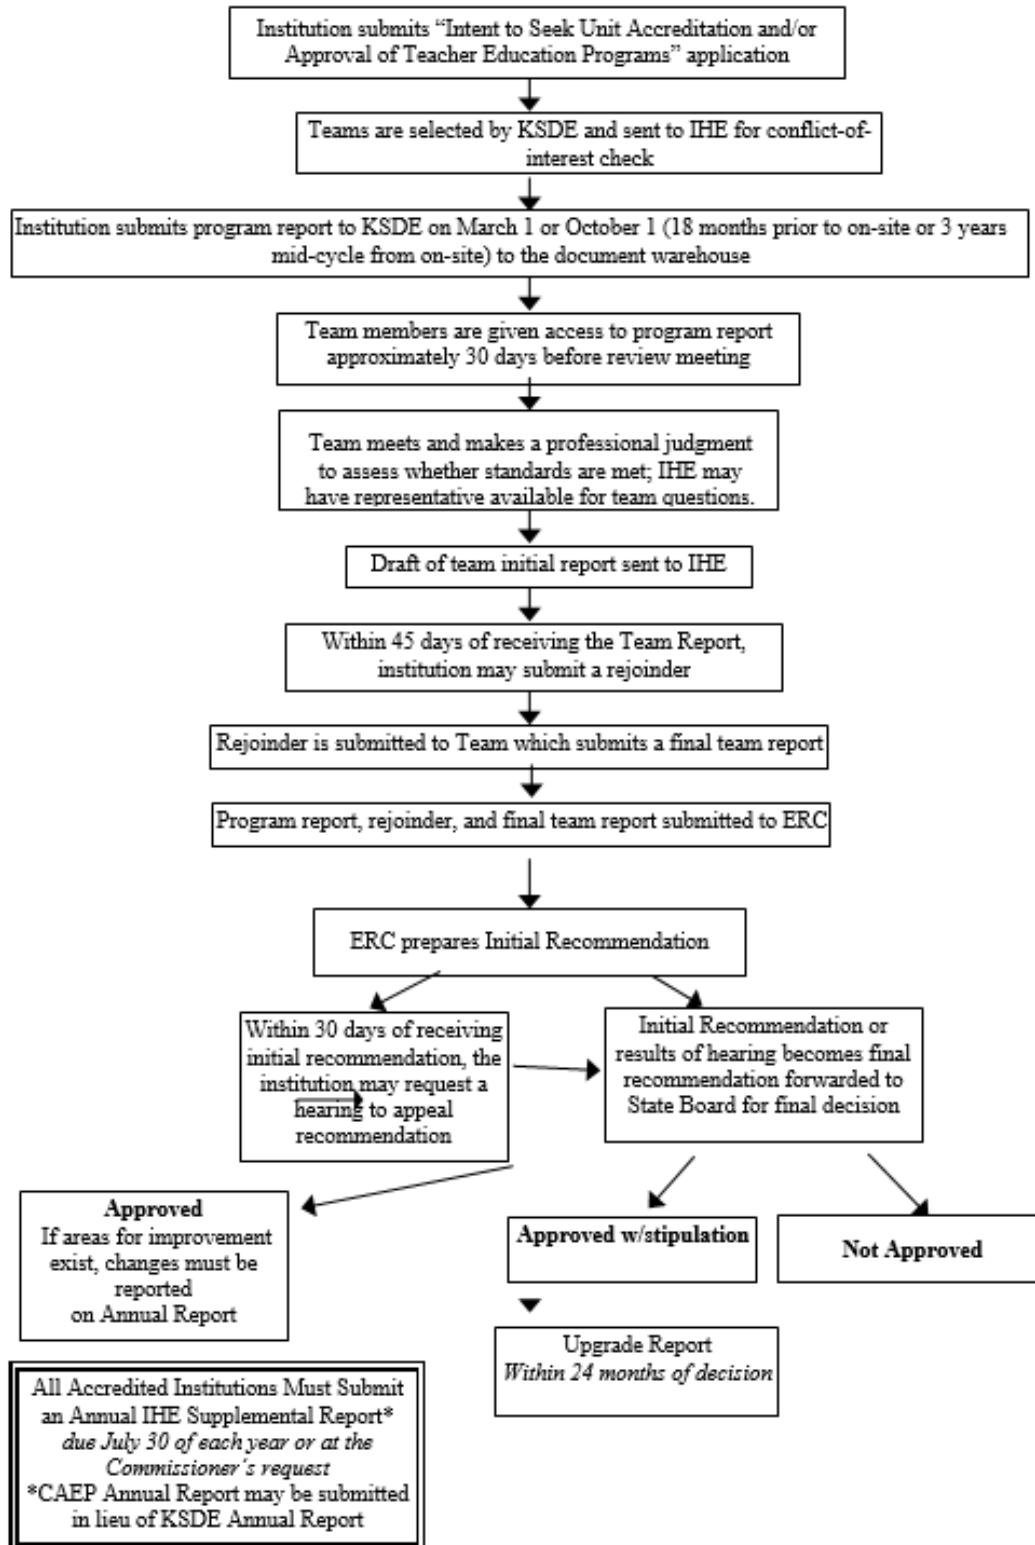 Institution submits “Intent to Seek Unit Accreditation and/or
Approval of Teacher Education Programs” application
Teams are selected by KSDE and sent to IHE for conflict-of-
interest check
Institution submits program report to KSDE on March 1 or October 1 (18 months prior to on-site or 3 years
mid-cycle from on-site) to the document warehouse
Team members are given access to program report
approximately 30 days before review meeting
Team meets and makes a professional judgment
to assess whether standards are met; IHE may
have representative available for team questions.
Draft of team initial report sent to IHE
Within 45 days of receiving the Team Report,
institution may submit a rejoinder
Rejoinder is submitted to Team which submits a final team report
Program report, rejoinder, and final team report submitted to ERC
ERC prepares Initial Recommendation
Within 30 days of receiving
initial recommendation, the
institution may request a
hearing to appeal
recommendation
Initial Recommendation or
results of hearing becomes final
recommendation forwarded to
State Board for final decision
Approved
If areas for improvement
exist, changes must be
reported
on Annual Report
Approved w/stipulation
Not Approved
Upgrade Report
Within 24 months of decision
All Accredited Institutions Must Submit
an Annual IHE Supplemental Report*
due July 30 of each year or at the
Commissioner’s request
*CAEP Annual Report may be submitted
in lieu of KSDE Annual Report